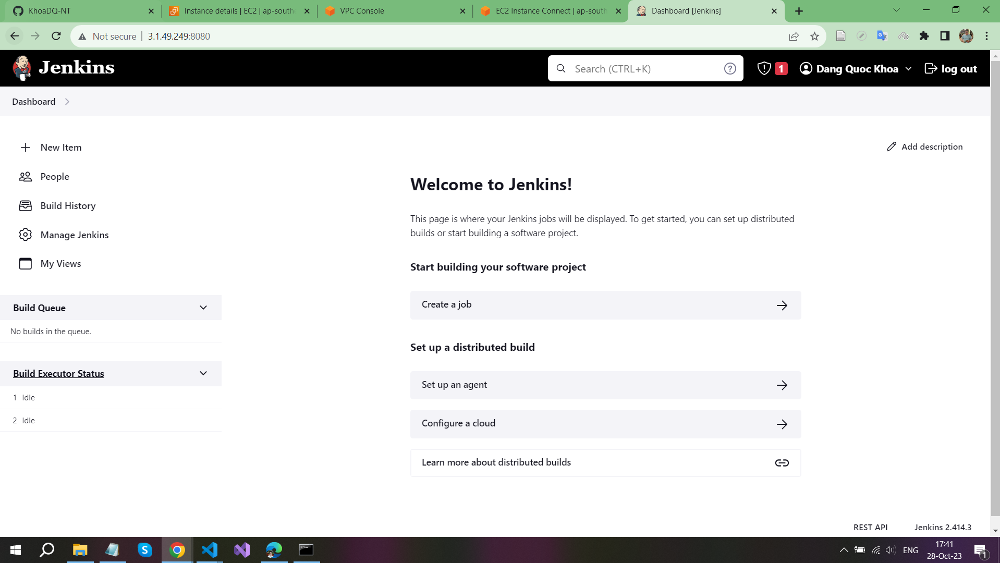 KhoaDQ-NT
Instance details | EC2 | ap-southe
VPC Console
EC2 Instance Connect | ap-south
Dashboard [Jenkins]
Not secure | 3.1.49.249:8080
Jenkins
Search (CTRL+K)
1
Dang Quoc Khoa
log out
Dashboard
New Item
People
Build History
Manage Jenkins
My Views
Build Queue
No builds in the queue.
Build Executor Status
1 Idle
2 Idle
Add description
Welcome to Jenkins!
This page is where your Jenkins jobs will be displayed. To get started, you can set up distributed
builds or start building a software project.
Start building your software project
Create a job
Set up a distributed build
Set up an agent
Configure a cloud
Learn more about distributed builds
REST API
Jenkins 2.414.3
ENG
17:41
28-Oct-23
1